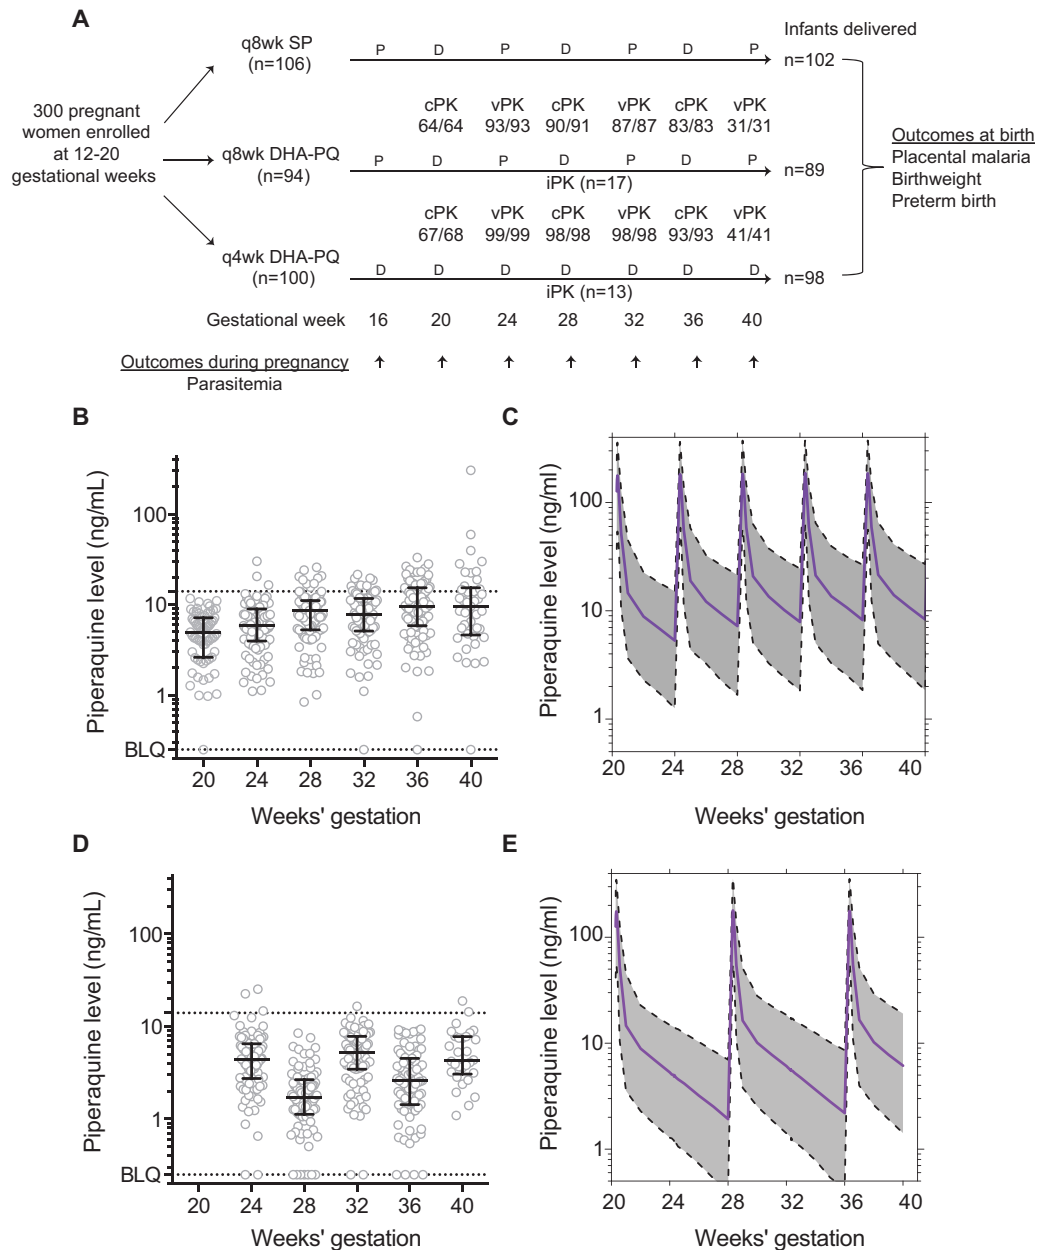 A
300 pregnant
women enrolled
at 12-20
gestational weeks
q8wk SP
(n=106)
P D P D P D P
Infants delivered
n=102
cPK vPK cPK vPK cPK vPK
64/64 93/93 90/91 87/87 83/83 31/31
q8wk DHA-PQ
(n=94)
P D P D P D P
iPK (n=17)
n=89
cPK vPK cPK vPK cPK vPK
67/68 99/99 98/98 98/98 93/93 41/41
q4wk DHA-PQ
(n=100)
D D D D D D D
iPK (n=13)
n=98
Outcomes at birth
Placental malaria
Birthweight
Preterm birth
Gestational week 16 20 24 28 32 36 40
Outcomes during pregnancy
Parasitemia
B
Piperaquine level (ng/mL)
100
10
1
BLQ
20 24 28 32 36 40
Weeks' gestation
C
Piperaquine level (ng/ml)
100
10
1
20 24 28 32 36 40
Weeks' gestation
D
Piperaquine level (ng/mL)
100
10
1
BLQ
20 24 28 32 36 40
Weeks' gestation
E
Piperaquine level (ng/ml)
100
10
1
20 24 28 32 36 40
Weeks' gestation